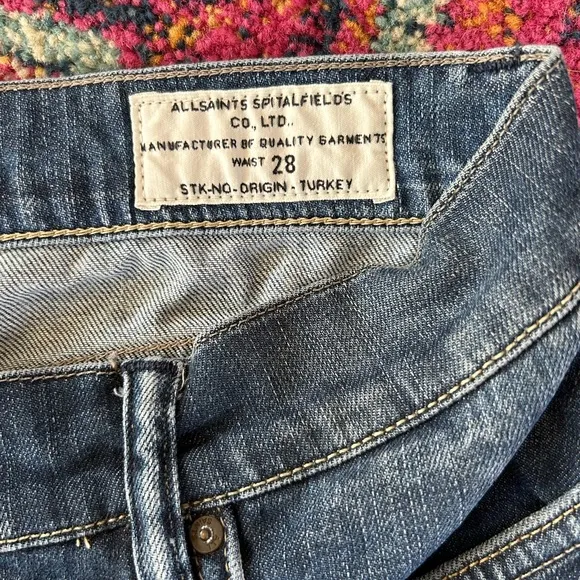 ALLSAINTS SPITALFIELDS
CO., LTD..
MANUFACTURER OF QUALITY GARMENTS
WAIST 28
STK-NO-ORIGIN - TURKEY